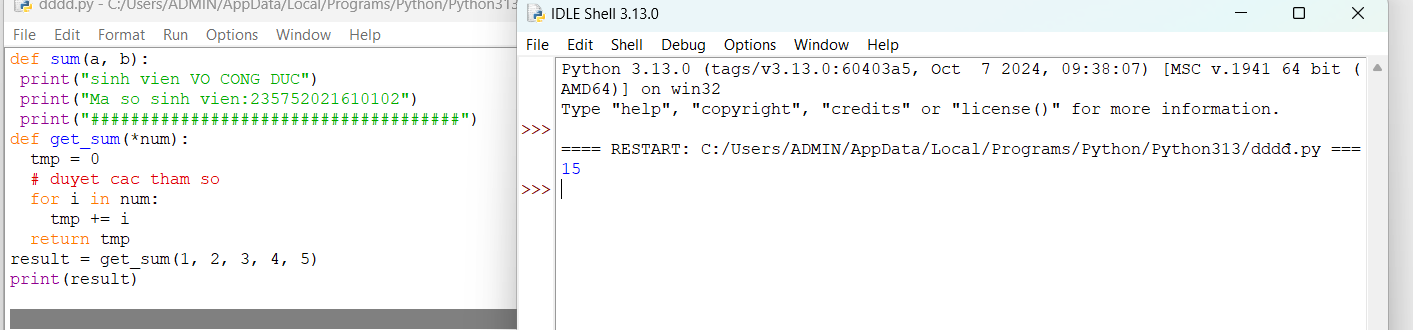 dddd.py - C:/Users/ADMIN/AppData/Local/Programs/Python/Python313
File Edit Format Run Options Window Help
def sum(a, b):
 print("sinh vien VO CONG DUC")
 print("Ma so sinh vien:235752021610102")
 print("#####################################")
def get_sum(*num):
  tmp = 0
  # duyet cac tham so
  for i in num:
    tmp += i
  return tmp
result = get_sum(1, 2, 3, 4, 5)
print(result)
IDLE Shell 3.13.0
File Edit Shell Debug Options Window Help
Python 3.13.0 (tags/v3.13.0:60403a5, Oct  7 2024, 09:38:07) [MSC v.1941 64 bit (
AMD64)] on win32
Type "help", "copyright", "credits" or "license()" for more information.
>>>
==== RESTART: C:/Users/ADMIN/AppData/Local/Programs/Python/Python313/dddđ.py ===
15
>>>